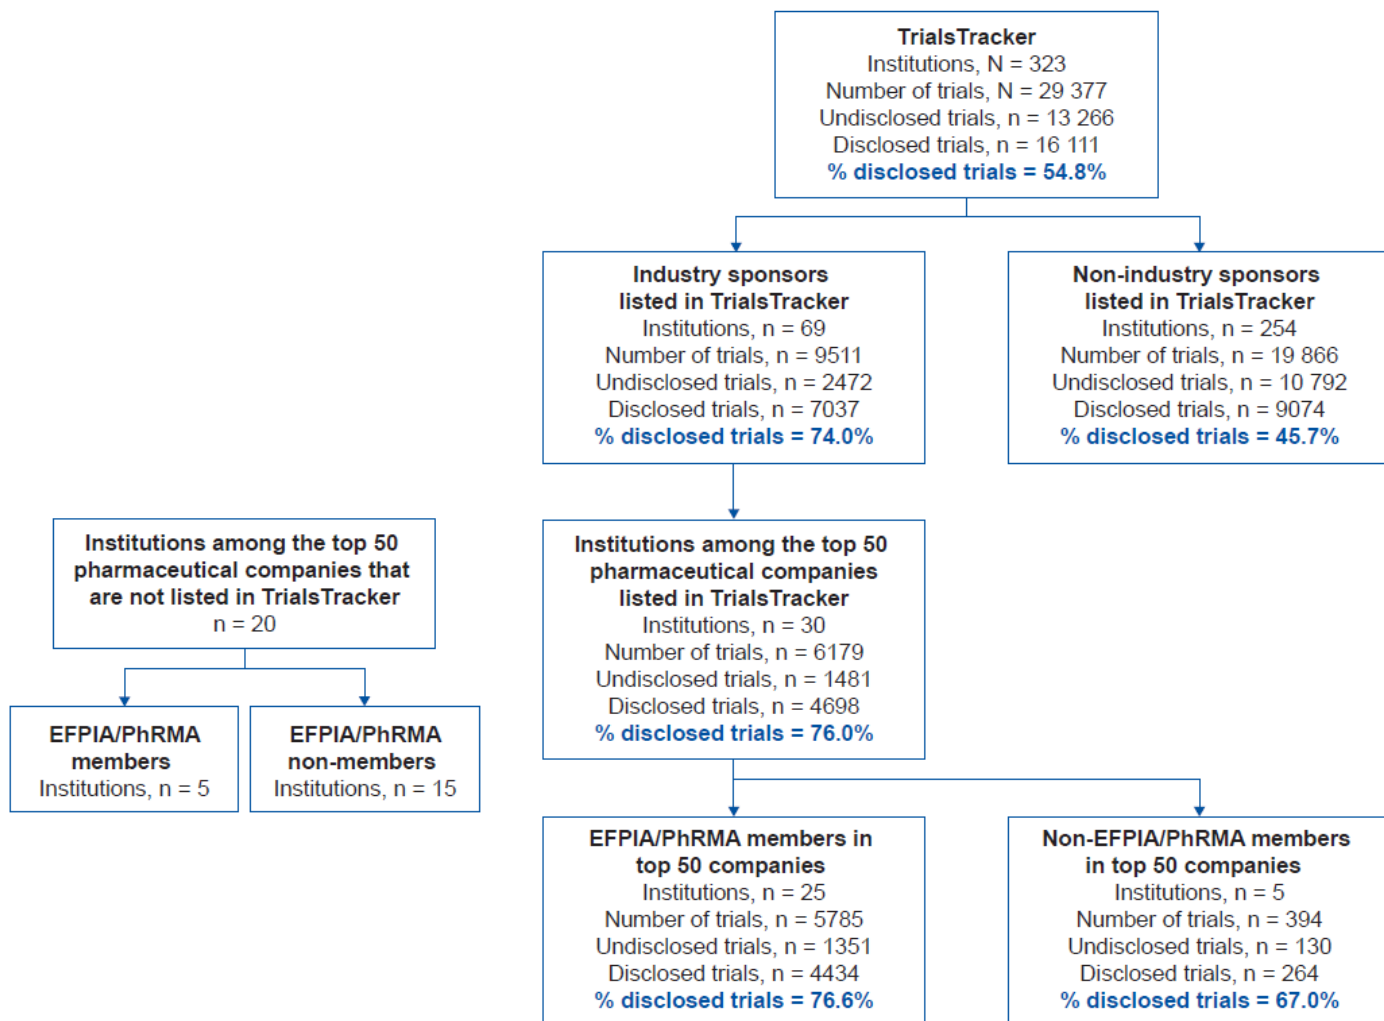 TrialsTracker
Institutions, N = 323
Number of trials, N = 29 377
Undisclosed trials, n = 13 266
Disclosed trials, n = 16 111
% disclosed trials = 54.8%
Industry sponsors
listed in TrialsTracker
Institutions, n = 69
Number of trials, n = 9511
Undisclosed trials, n = 2472
Disclosed trials, n = 7037
% disclosed trials = 74.0%
Non-industry sponsors
listed in TrialsTracker
Institutions, n = 254
Number of trials, n = 19 866
Undisclosed trials, n = 10 792
Disclosed trials, n = 9074
% disclosed trials = 45.7%
Institutions among the top 50
pharmaceutical companies that
are not listed in TrialsTracker
n = 20
Institutions among the top 50
pharmaceutical companies
listed in TrialsTracker
Institutions, n = 30
Number of trials, n = 6179
Undisclosed trials, n = 1481
Disclosed trials, n = 4698
% disclosed trials = 76.0%
EFPIA/PhRMA
members
Institutions, n = 5
EFPIA/PhRMA
non-members
Institutions, n = 15
EFPIA/PhRMA members in
top 50 companies
Institutions, n = 25
Number of trials, n = 5785
Undisclosed trials, n = 1351
Disclosed trials, n = 4434
% disclosed trials = 76.6%
Non-EFPIA/PhRMA members
in top 50 companies
Institutions, n = 5
Number of trials, n = 394
Undisclosed trials, n = 130
Disclosed trials, n = 264
% disclosed trials = 67.0%